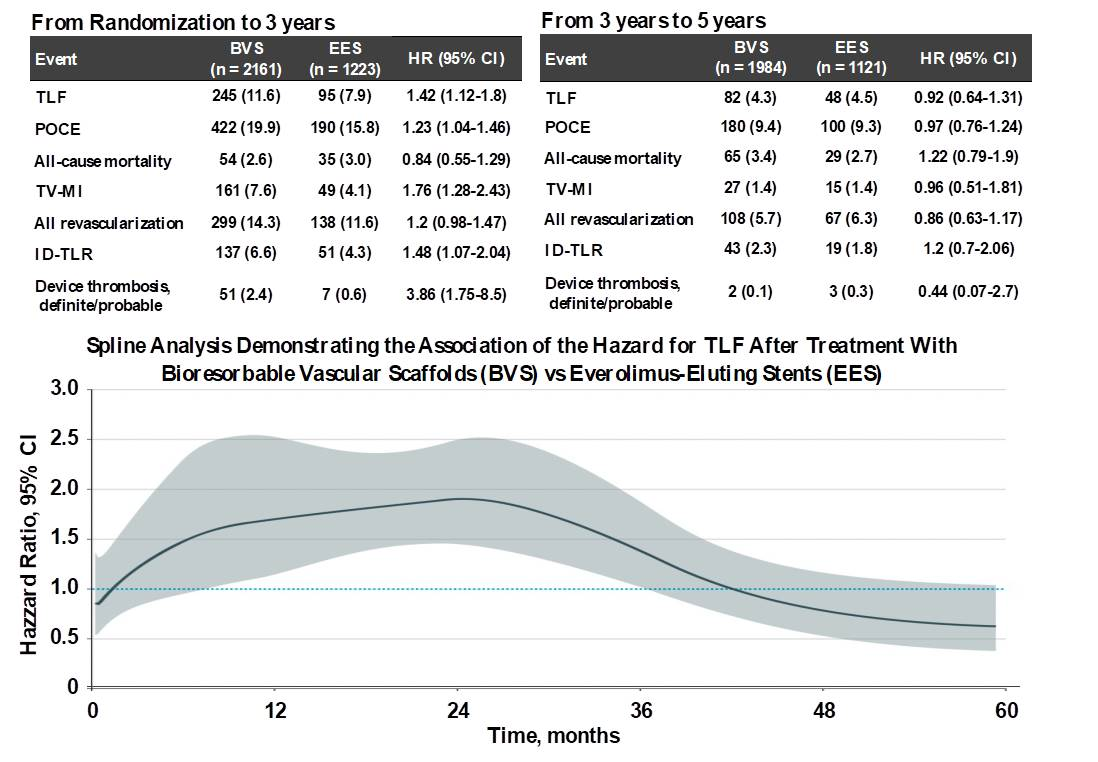 From Randomization to 3 years
Event BVS (n = 2161) EES (n = 1223) HR (95% CI)
TLF 245 (11.6) 95 (7.9) 1.42 (1.12-1.8)
POCE 422 (19.9) 190 (15.8) 1.23 (1.04-1.46)
All-cause mortality 54 (2.6) 35 (3.0) 0.84 (0.55-1.29)
TV-MI 161 (7.6) 49 (4.1) 1.76 (1.28-2.43)
All revascularization 299 (14.3) 138 (11.6) 1.2 (0.98-1.47)
ID-TLR 137 (6.6) 51 (4.3) 1.48 (1.07-2.04)
Device thrombosis,
definite/probable 51 (2.4) 7 (0.6) 3.86 (1.75-8.5)
From 3 years to 5 years
Event BVS (n = 1984) EES (n = 1121) HR (95% CI)
TLF 82 (4.3) 48 (4.5) 0.92 (0.64-1.31)
POCE 180 (9.4) 100 (9.3) 0.97 (0.76-1.24)
All-cause mortality 65 (3.4) 29 (2.7) 1.22 (0.79-1.9)
TV-MI 27 (1.4) 15 (1.4) 0.96 (0.51-1.81)
All revascularization 108 (5.7) 67 (6.3) 0.86 (0.63-1.17)
ID-TLR 43 (2.3) 19 (1.8) 1.2 (0.7-2.06)
Device thrombosis,
definite/probable 2 (0.1) 3 (0.3) 0.44 (0.07-2.7)
Spline Analysis Demonstrating the Association of the Hazard for TLF After Treatment With
Bioresorbable Vascular Scaffolds (BVS) vs Everolimus-Eluting Stents (EES)
Hazzard Ratio, 95% CI
3.0
2.5
2.0
1.5
1.0
0.5
0
0 12 24 36 48 60
Time, months